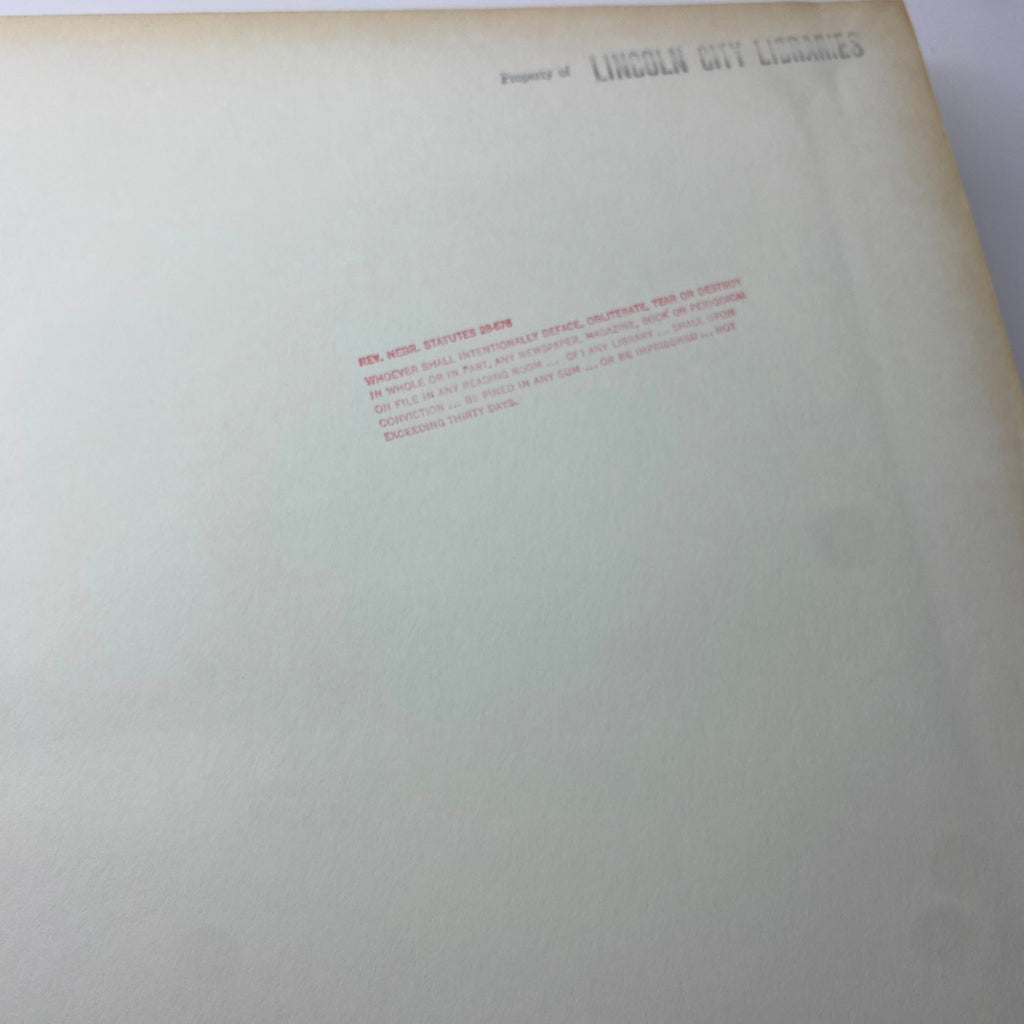 Property of LINCOLN CITY LIBRARIES
REV. NEBR. STATUTES 28-578
WHOEVER SHALL INTENTIONALLY DEFACE, OBLITERATE, TEAR OR DESTROY
IN WHOLE OR IN PART, ANY NEWSPAPER, MAGAZINE, BOOK OR PERIODICAL
ON FILE IN ANY READING ROOM ... OF) ANY LIBRARY ... SHALL UPON
CONVICTION ... BE FINED IN ANY SUM ... OR BE IMPRISONED ... NOT
EXCEEDING THIRTY DAYS.